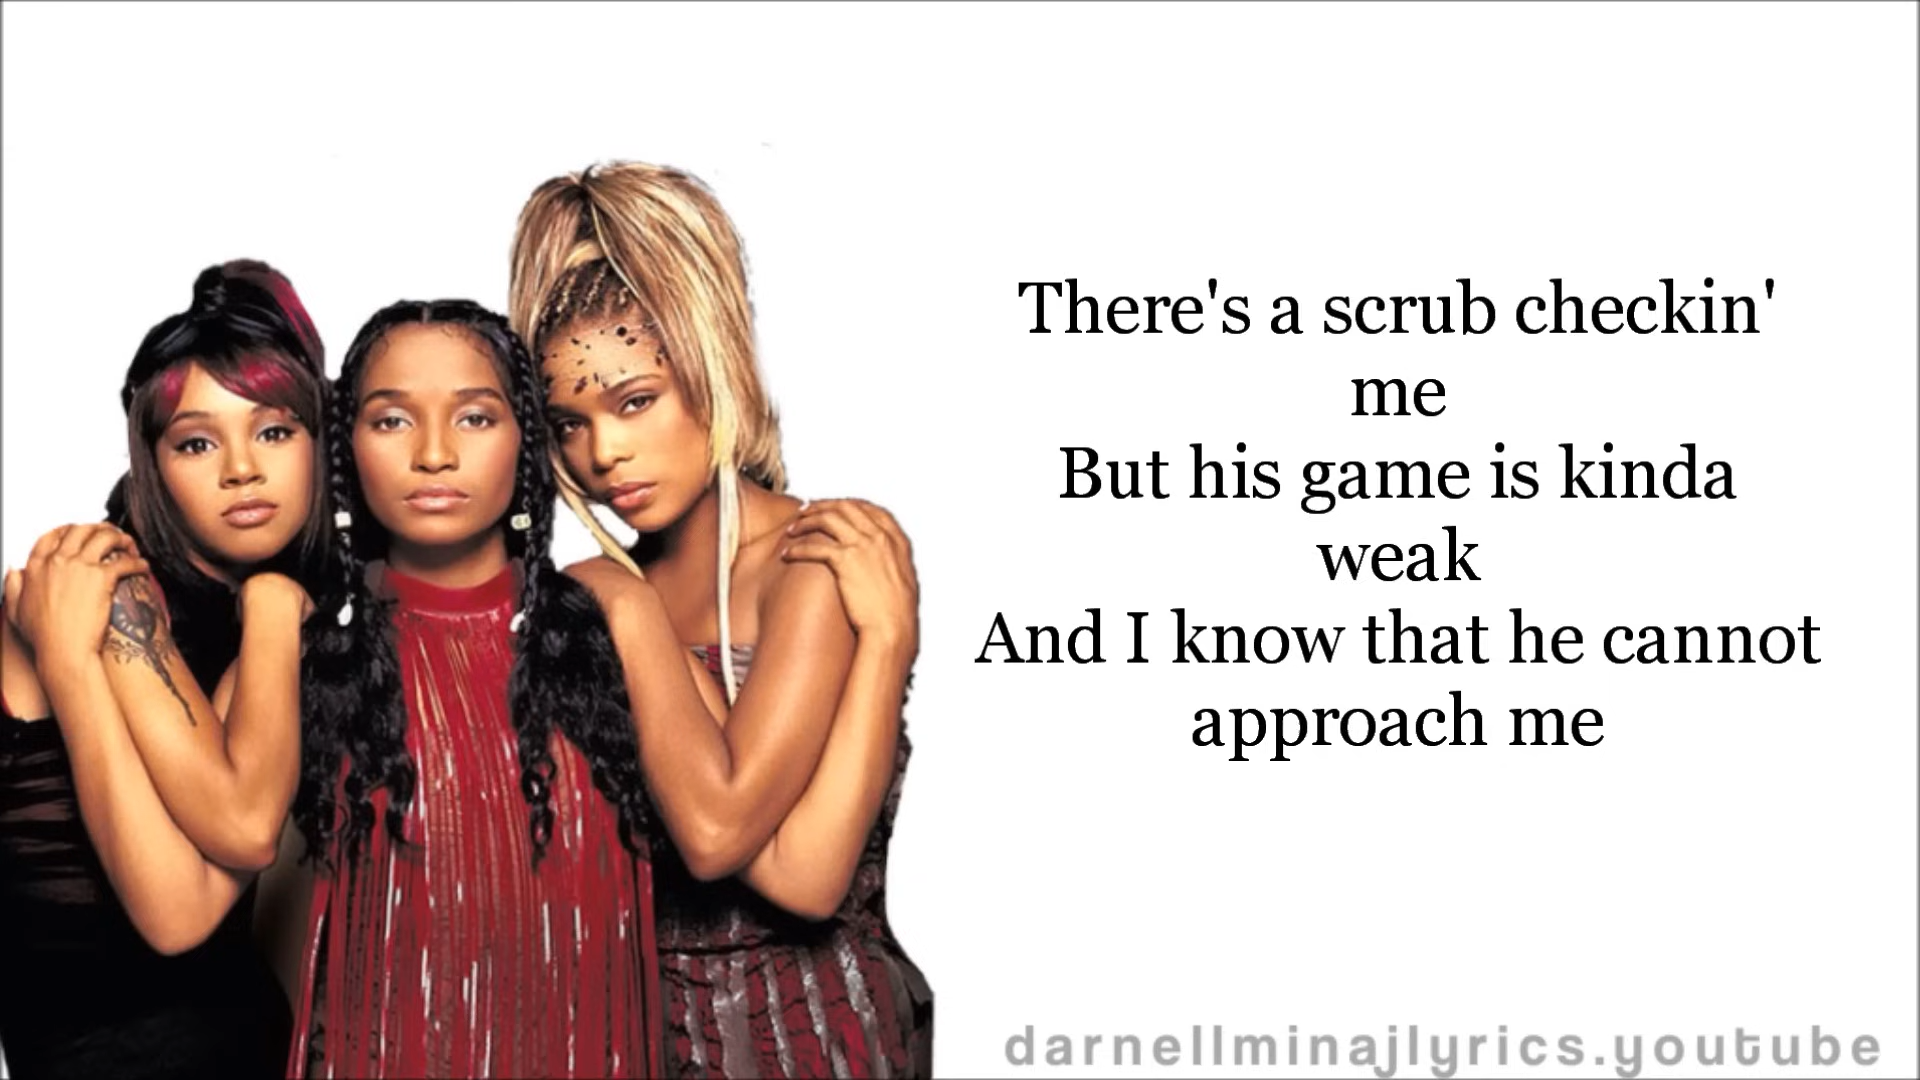 There's a scrub checkin'
me
But his game is kinda
weak
And I know that he cannot
approach me
darnellminajlyrics.youtube